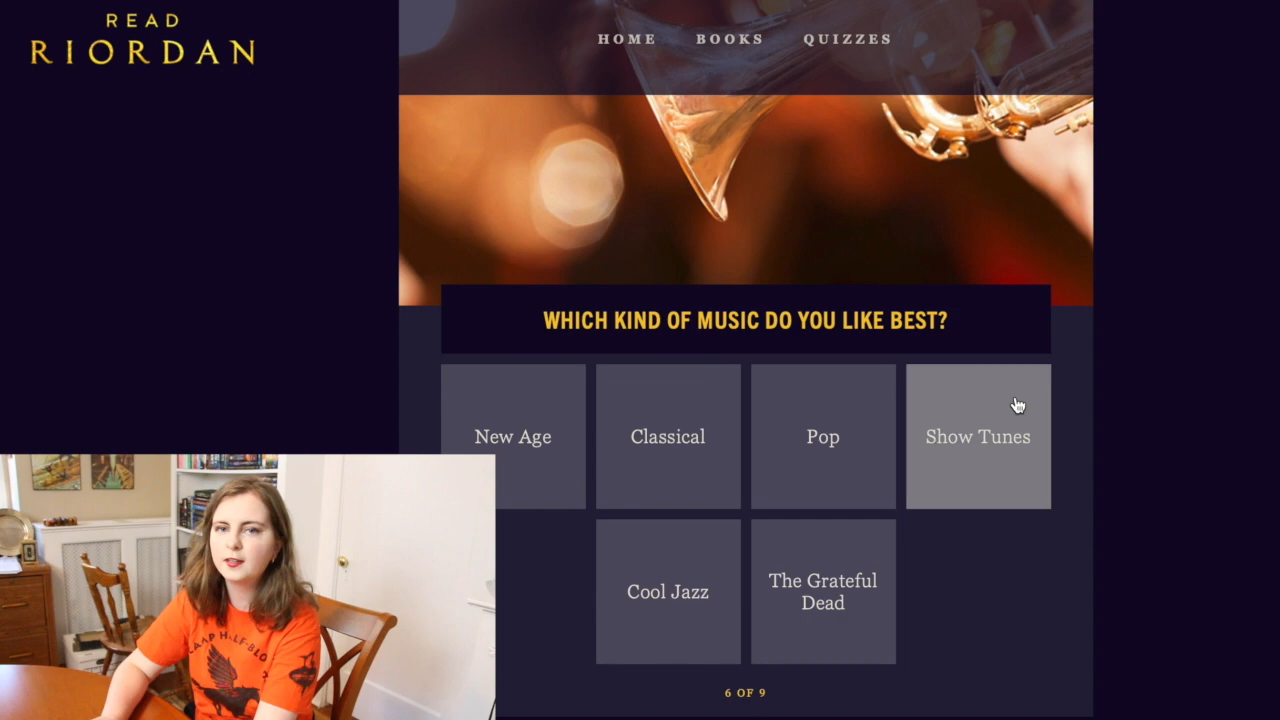 READ
RIORDAN
HOME BOOKS QUIZZES
WHICH KIND OF MUSIC DO YOU LIKE BEST?
New Age
Classical
Pop
Show Tunes
Cool Jazz
The Grateful
Dead
6 OF 9